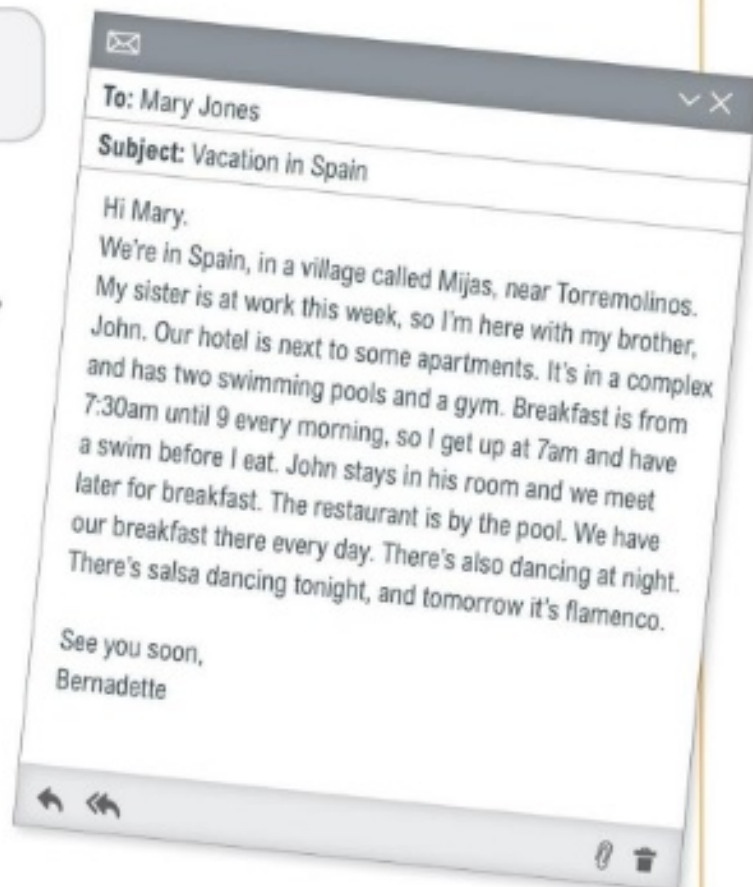 To: Mary Jones
Subject: Vacation in Spain
Hi Mary.
We're in Spain, in a village called Mijas, near Torremolinos.
My sister is at work this week, so I'm here with my brother,
John. Our hotel is next to some apartments. It's in a complex
and has two swimming pools and a gym. Breakfast is from
7:30am until 9 every morning, so I get up at 7am and have
a swim before I eat. John stays in his room and we meet
later for breakfast. The restaurant is by the pool. We have
our breakfast there every day. There's also dancing at night.
There's salsa dancing tonight, and tomorrow it's flamenco.
See you soon,
Bernadette